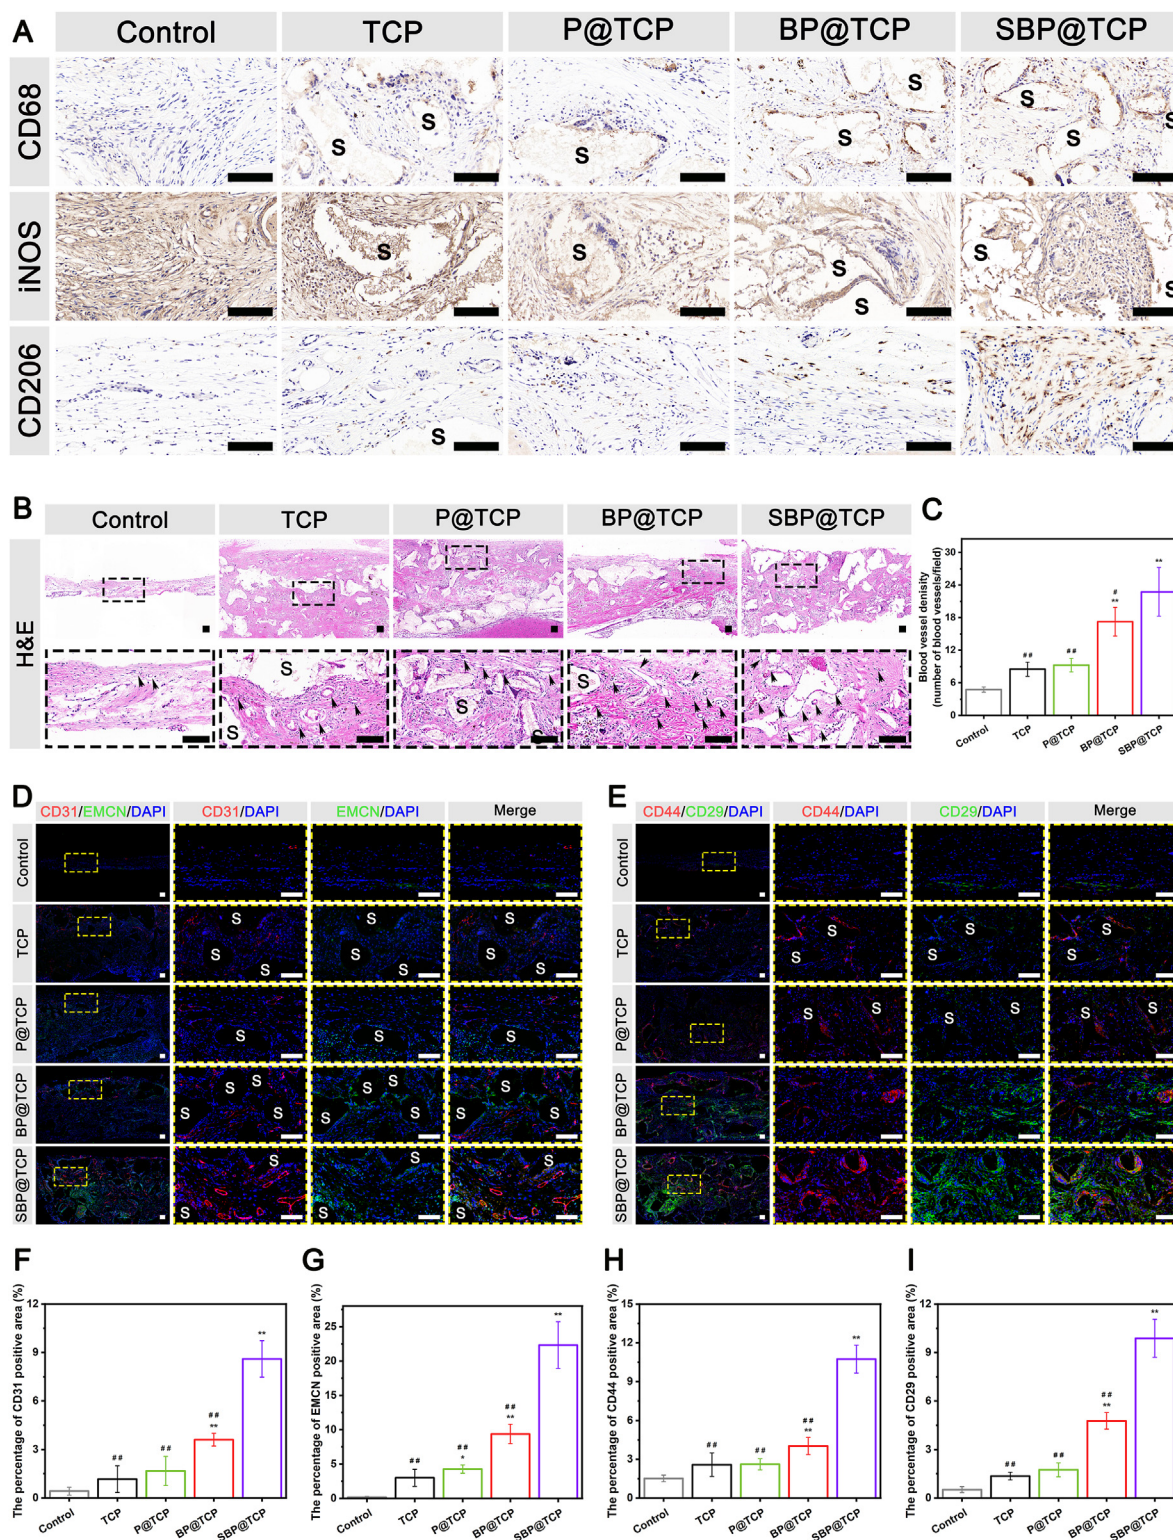 A
Control TCP P@TCP BP@TCP SBP@TCP
CD68
S S S S S S S
iNOS
S S S S S S
CD206
S
B
Control TCP P@TCP BP@TCP SBP@TCP
H&E
S S S S S
C
Blood vessel denisity
(number of blood vessels/field)
30
24
18
12
6
0
## ## # ** **
Control TCP P@TCP BP@TCP SBP@TCP
D
CD31/EMCN/DAPI CD31/DAPI EMCN/DAPI Merge
Control
TCP
S S S S S S S S S
P@TCP
S S S
BP@TCP
S S S S S S S S S S S S
SBP@TCP
S S S S S
E
CD44/CD29/DAPI CD44/DAPI CD29/DAPI Merge
Control
TCP
S S S S S S
P@TCP
S S S S S S
BP@TCP
SBP@TCP
F
The percentage of CD31 positive area (%)
12
9
6
3
0
## ## ## ** **
Control TCP P@TCP BP@TCP SBP@TCP
G
The percentage of EMCN positive area (%)
25
20
15
10
5
0
## ## * ## ** **
Control TCP P@TCP BP@TCP SBP@TCP
H
The percentage of CD44 positive area (%)
15
12
9
6
3
0
## ## ## ** **
Control TCP P@TCP BP@TCP SBP@TCP
I
The percentage of CD29 positive area (%)
12
9
6
3
0
## ## ## ** **
Control TCP P@TCP BP@TCP SBP@TCP